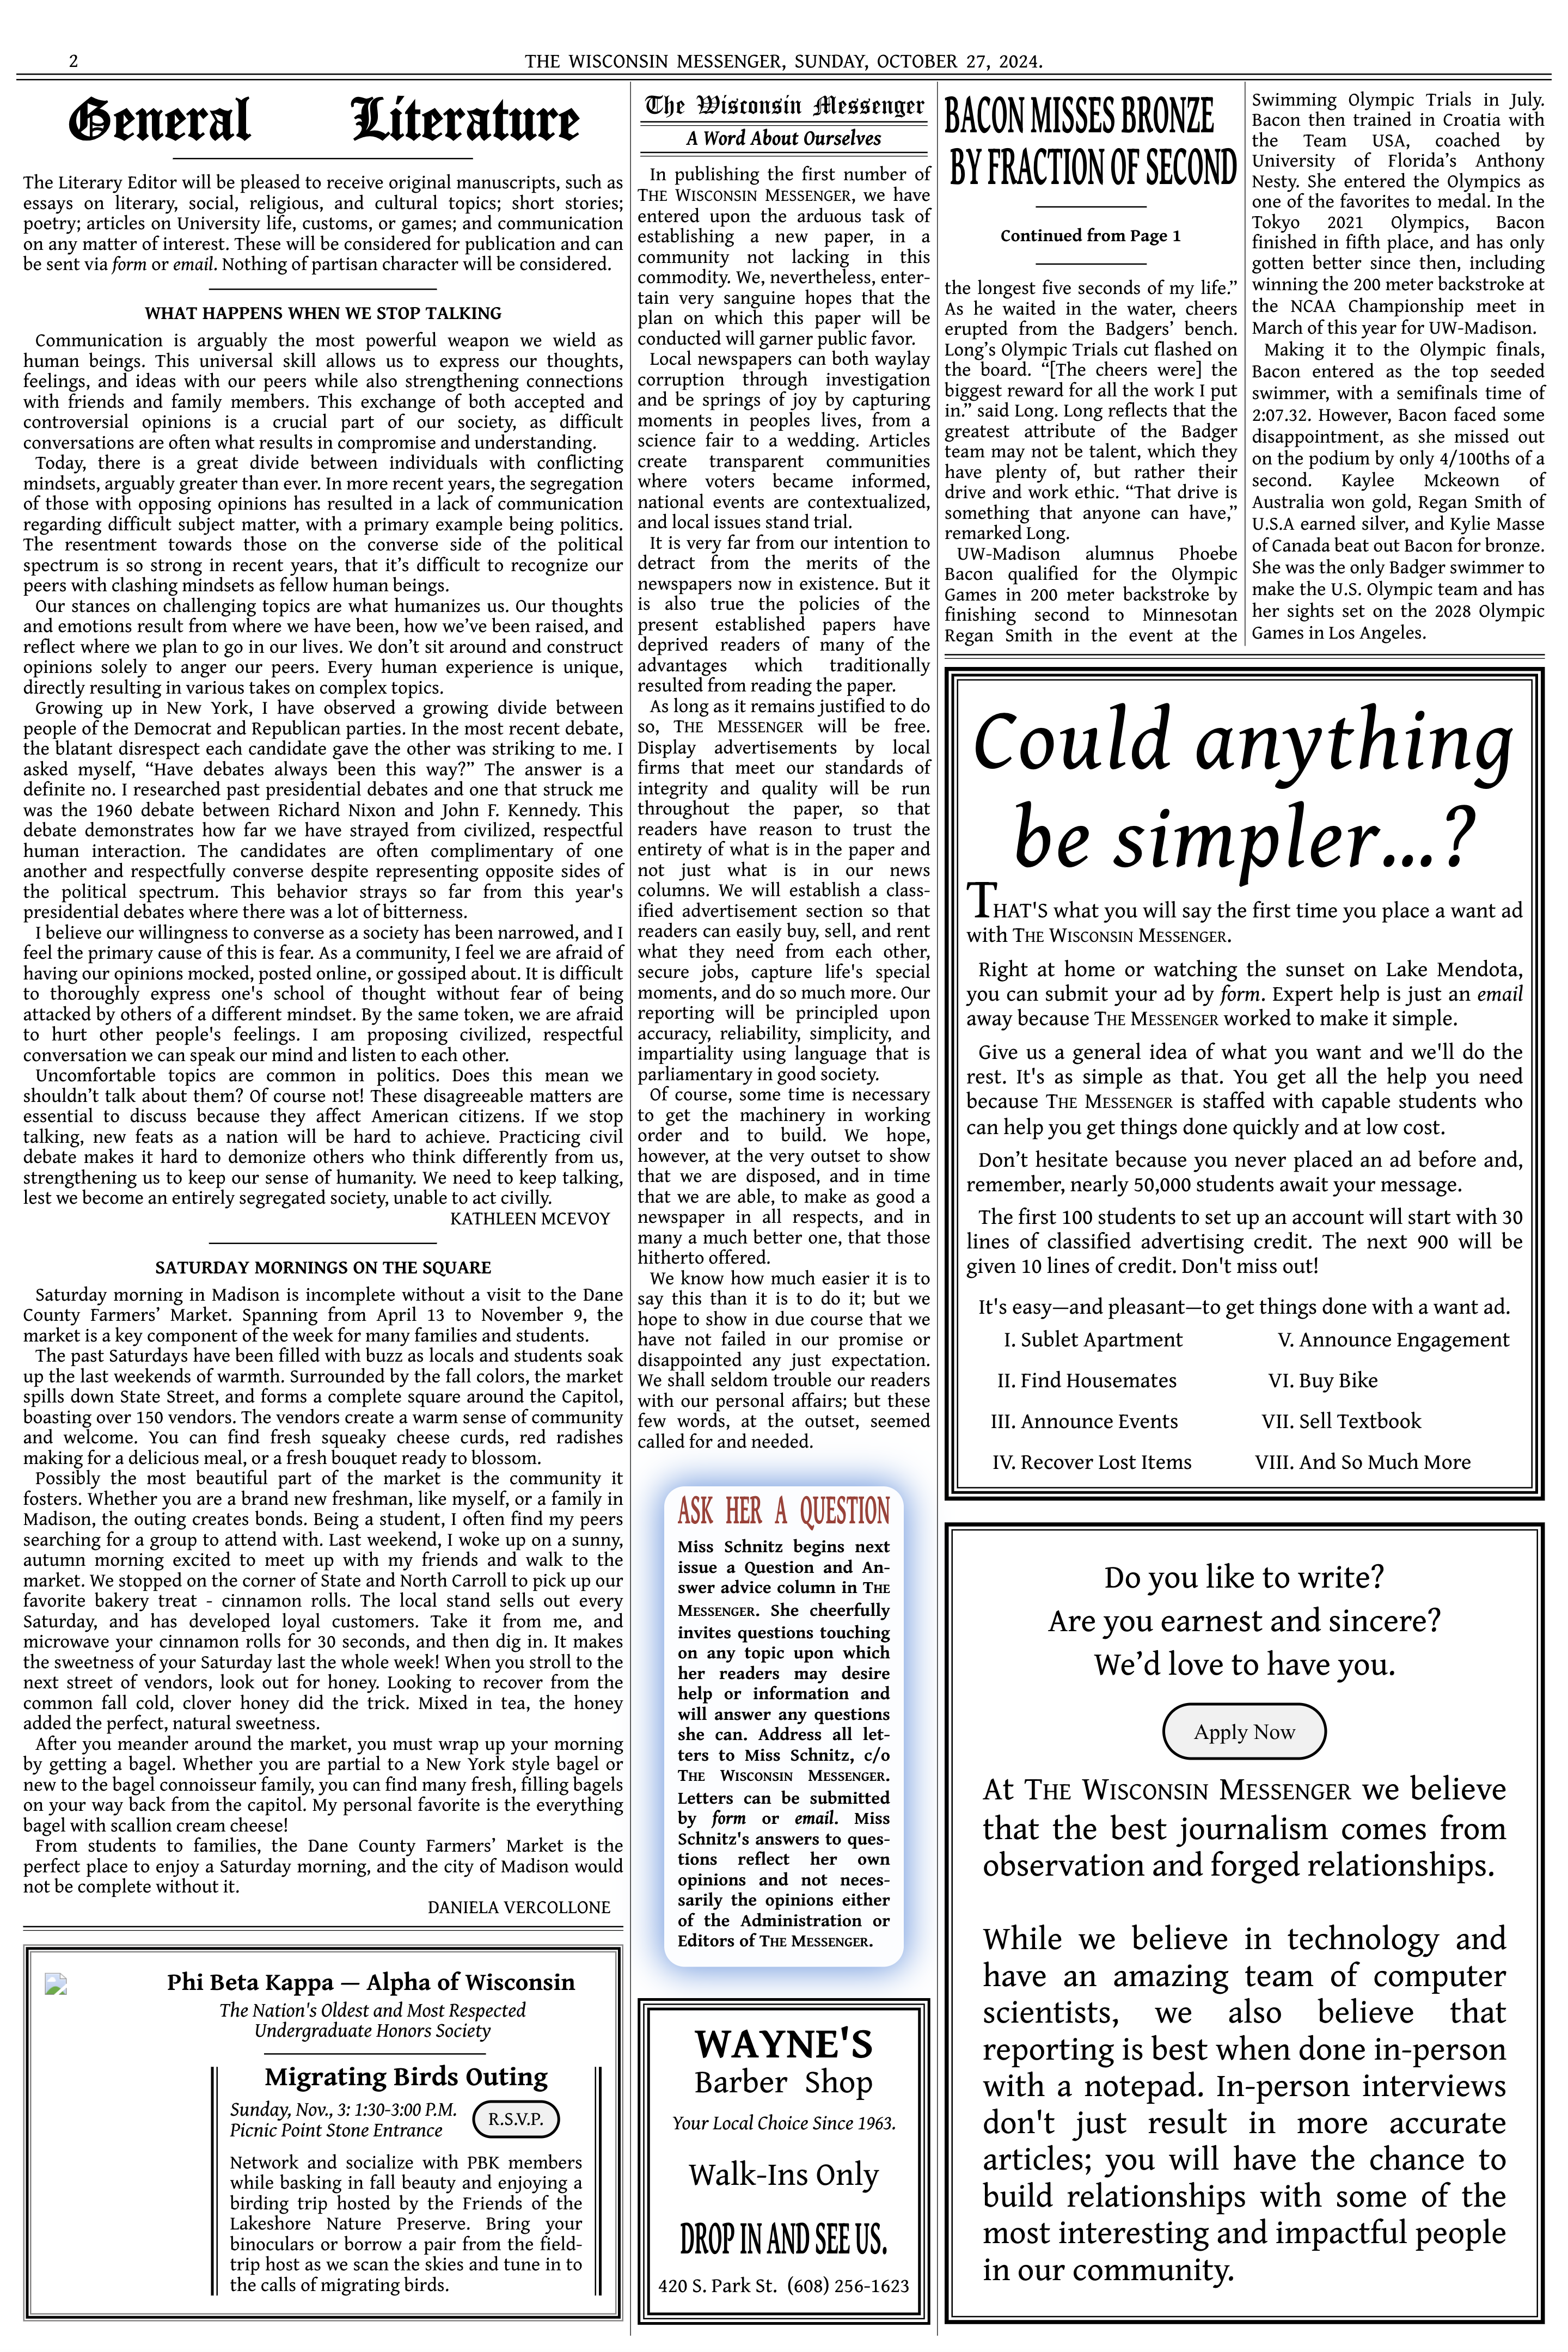 2
THE WISCONSIN MESSENGER, SUNDAY, OCTOBER 27, 2024.
General Literature
The Literary Editor will be pleased to receive original manuscripts, such as
essays on literary, social, religious, and cultural topics; short stories;
poetry; articles on University life, customs, or games; and communication
on any matter of interest. These will be considered for publication and can
be sent via form or email. Nothing of partisan character will be considered.
WHAT HAPPENS WHEN WE STOP TALKING
Communication is arguably the most powerful weapon we wield as
human beings. This universal skill allows us to express our thoughts,
feelings, and ideas with our peers while also strengthening connections
with friends and family members. This exchange of both accepted and
controversial opinions is a crucial part of our society, as difficult
conversations are often what results in compromise and understanding.
Today, there is a great divide between individuals with conflicting
mindsets, arguably greater than ever. In more recent years, the segregation
of those with opposing opinions has resulted in a lack of communication
regarding difficult subject matter, with a primary example being politics.
The resentment towards those on the converse side of the political
spectrum is so strong in recent years, that it’s difficult to recognize our
peers with clashing mindsets as fellow human beings.
Our stances on challenging topics are what humanizes us. Our thoughts
and emotions result from where we have been, how we’ve been raised, and
reflect where we plan to go in our lives. We don’t sit around and construct
opinions solely to anger our peers. Every human experience is unique,
directly resulting in various takes on complex topics.
Growing up in New York, I have observed a growing divide between
people of the Democrat and Republican parties. In the most recent debate,
the blatant disrespect each candidate gave the other was striking to me. I
asked myself, “Have debates always been this way?” The answer is a
definite no. I researched past presidential debates and one that struck me
was the 1960 debate between Richard Nixon and John F. Kennedy. This
debate demonstrates how far we have strayed from civilized, respectful
human interaction. The candidates are often complimentary of one
another and respectfully converse despite representing opposite sides of
the political spectrum. This behavior strays so far from this year's
presidential debates where there was a lot of bitterness.
I believe our willingness to converse as a society has been narrowed, and I
feel the primary cause of this is fear. As a community, I feel we are afraid of
having our opinions mocked, posted online, or gossiped about. It is difficult
to thoroughly express one's school of thought without fear of being
attacked by others of a different mindset. By the same token, we are afraid
to hurt other people's feelings. I am proposing civilized, respectful
conversation we can speak our mind and listen to each other.
Uncomfortable topics are common in politics. Does this mean we
shouldn’t talk about them? Of course not! These disagreeable matters are
essential to discuss because they affect American citizens. If we stop
talking, new feats as a nation will be hard to achieve. Practicing civil
debate makes it hard to demonize others who think differently from us,
strengthening us to keep our sense of humanity. We need to keep talking,
lest we become an entirely segregated society, unable to act civilly.
KATHLEEN MCEVOY
SATURDAY MORNINGS ON THE SQUARE
Saturday morning in Madison is incomplete without a visit to the Dane
County Farmers’ Market. Spanning from April 13 to November 9, the
market is a key component of the week for many families and students.
The past Saturdays have been filled with buzz as locals and students soak
up the last weekends of warmth. Surrounded by the fall colors, the market
spills down State Street, and forms a complete square around the Capitol,
boasting over 150 vendors. The vendors create a warm sense of community
and welcome. You can find fresh squeaky cheese curds, red radishes
making for a delicious meal, or a fresh bouquet ready to blossom.
Possibly the most beautiful part of the market is the community it
fosters. Whether you are a brand new freshman, like myself, or a family in
Madison, the outing creates bonds. Being a student, I often find my peers
searching for a group to attend with. Last weekend, I woke up on a sunny,
autumn morning excited to meet up with my friends and walk to the
market. We stopped on the corner of State and North Carroll to pick up our
favorite bakery treat - cinnamon rolls. The local stand sells out every
Saturday, and has developed loyal customers. Take it from me, and
microwave your cinnamon rolls for 30 seconds, and then dig in. It makes
the sweetness of your Saturday last the whole week! When you stroll to the
next street of vendors, look out for honey. Looking to recover from the
common fall cold, clover honey did the trick. Mixed in tea, the honey
added the perfect, natural sweetness.
After you meander around the market, you must wrap up your morning
by getting a bagel. Whether you are partial to a New York style bagel or
new to the bagel connoisseur family, you can find many fresh, filling bagels
on your way back from the capitol. My personal favorite is the everything
bagel with scallion cream cheese!
From students to families, the Dane County Farmers’ Market is the
perfect place to enjoy a Saturday morning, and the city of Madison would
not be complete without it.
DANIELA VERCOLLONE
Phi Beta Kappa — Alpha of Wisconsin
The Nation's Oldest and Most Respected
Undergraduate Honors Society
Migrating Birds Outing
Sunday, Nov., 3: 1:30-3:00 P.M.
Picnic Point Stone Entrance
R.S.V.P.
Network and socialize with PBK members
while basking in fall beauty and enjoying a
birding trip hosted by the Friends of the
Lakeshore Nature Preserve. Bring your
binoculars or borrow a pair from the field-
trip host as we scan the skies and tune in to
the calls of migrating birds.
The Wisconsin Messenger
A Word About Ourselves
In publishing the first number of
THE WISCONSIN MESSENGER, we have
entered upon the arduous task of
establishing a new paper, in a
community not lacking in this
commodity. We, nevertheless, enter-
tain very sanguine hopes that the
plan on which this paper will be
conducted will garner public favor.
Local newspapers can both waylay
corruption through investigation
and be springs of joy by capturing
moments in peoples lives, from a
science fair to a wedding. Articles
create transparent communities
where voters became informed,
national events are contextualized,
and local issues stand trial.
It is very far from our intention to
detract from the merits of the
newspapers now in existence. But it
is also true the policies of the
present established papers have
deprived readers of many of the
advantages which traditionally
resulted from reading the paper.
As long as it remains justified to do
so, THE MESSENGER will be free.
Display advertisements by local
firms that meet our standards of
integrity and quality will be run
throughout the paper, so that
readers have reason to trust the
entirety of what is in the paper and
not just what is in our news
columns. We will establish a class-
ified advertisement section so that
readers can easily buy, sell, and rent
what they need from each other,
secure jobs, capture life's special
moments, and do so much more. Our
reporting will be principled upon
accuracy, reliability, simplicity, and
impartiality using language that is
parliamentary in good society.
Of course, some time is necessary
to get the machinery in working
order and to build. We hope,
however, at the very outset to show
that we are disposed, and in time
that we are able, to make as good a
newspaper in all respects, and in
many a much better one, that those
hitherto offered.
We know how much easier it is to
say this than it is to do it; but we
hope to show in due course that we
have not failed in our promise or
disappointed any just expectation.
We shall seldom trouble our readers
with our personal affairs; but these
few words, at the outset, seemed
called for and needed.
ASK HER A QUESTION
Miss Schnitz begins next
issue a Question and An-
swer advice column in THE
MESSENGER. She cheerfully
invites questions touching
on any topic upon which
her readers may desire
help or information and
will answer any questions
she can. Address all let-
ters to Miss Schnitz, c/o
THE WISCONSIN MESSENGER.
Letters can be submitted
by form or email. Miss
Schnitz's answers to ques-
tions reflect her own
opinions and not neces-
sarily the opinions either
of the Administration or
Editors of THE MESSENGER.
WAYNE'S
Barber Shop
Your Local Choice Since 1963.
Walk-Ins Only
DROP IN AND SEE US.
420 S. Park St. (608) 256-1623
BACON MISSES BRONZE
BY FRACTION OF SECOND
Continued from Page 1
the longest five seconds of my life.”
As he waited in the water, cheers
erupted from the Badgers’ bench.
Long’s Olympic Trials cut flashed on
the board. “[The cheers were] the
biggest reward for all the work I put
in.” said Long. Long reflects that the
greatest attribute of the Badger
team may not be talent, which they
have plenty of, but rather their
drive and work ethic. “That drive is
something that anyone can have,”
remarked Long.
UW-Madison alumnus Phoebe
Bacon qualified for the Olympic
Games in 200 meter backstroke by
finishing second to Minnesotan
Regan Smith in the event at the
Swimming Olympic Trials in July.
Bacon then trained in Croatia with
the Team USA, coached by
University of Florida’s Anthony
Nesty. She entered the Olympics as
one of the favorites to medal. In the
Tokyo 2021 Olympics, Bacon
finished in fifth place, and has only
gotten better since then, including
winning the 200 meter backstroke at
the NCAA Championship meet in
March of this year for UW-Madison.
Making it to the Olympic finals,
Bacon entered as the top seeded
swimmer, with a semifinals time of
2:07.32. However, Bacon faced some
disappointment, as she missed out
on the podium by only 4/100ths of a
second. Kaylee Mckeown of
Australia won gold, Regan Smith of
U.S.A earned silver, and Kylie Masse
of Canada beat out Bacon for bronze.
She was the only Badger swimmer to
make the U.S. Olympic team and has
her sights set on the 2028 Olympic
Games in Los Angeles.
Could anything
be simpler...?
THAT'S what you will say the first time you place a want ad
with THE WISCONSIN MESSENGER.
Right at home or watching the sunset on Lake Mendota,
you can submit your ad by form. Expert help is just an email
away because THE MESSENGER worked to make it simple.
Give us a general idea of what you want and we'll do the
rest. It's as simple as that. You get all the help you need
because THE MESSENGER is staffed with capable students who
can help you get things done quickly and at low cost.
Don’t hesitate because you never placed an ad before and,
remember, nearly 50,000 students await your message.
The first 100 students to set up an account will start with 30
lines of classified advertising credit. The next 900 will be
given 10 lines of credit. Don't miss out!
It's easy—and pleasant—to get things done with a want ad.
I. Sublet Apartment
II. Find Housemates
III. Announce Events
IV. Recover Lost Items
V. Announce Engagement
VI. Buy Bike
VII. Sell Textbook
VIII. And So Much More
Do you like to write?
Are you earnest and sincere?
We’d love to have you.
Apply Now
At THE WISCONSIN MESSENGER we believe
that the best journalism comes from
observation and forged relationships.
While we believe in technology and
have an amazing team of computer
scientists, we also believe that
reporting is best when done in-person
with a notepad. In-person interviews
don't just result in more accurate
articles; you will have the chance to
build relationships with some of the
most interesting and impactful people
in our community.